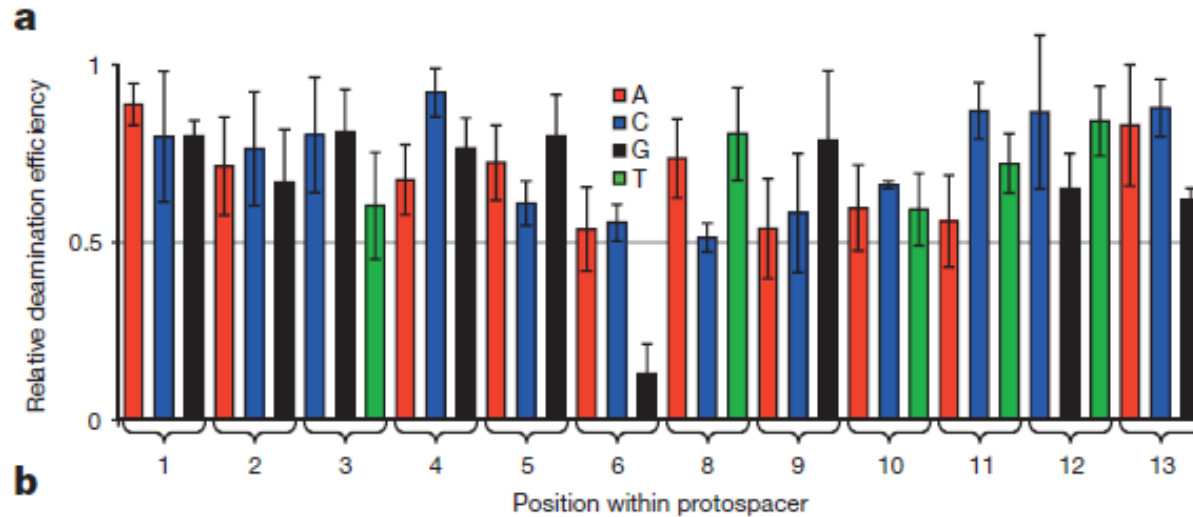 a
Relative deamination efficiency
1
0.5
0
A
C
G
T
1 2 3 4 5 6 8 9 10 11 12 13
Position within protospacer
b